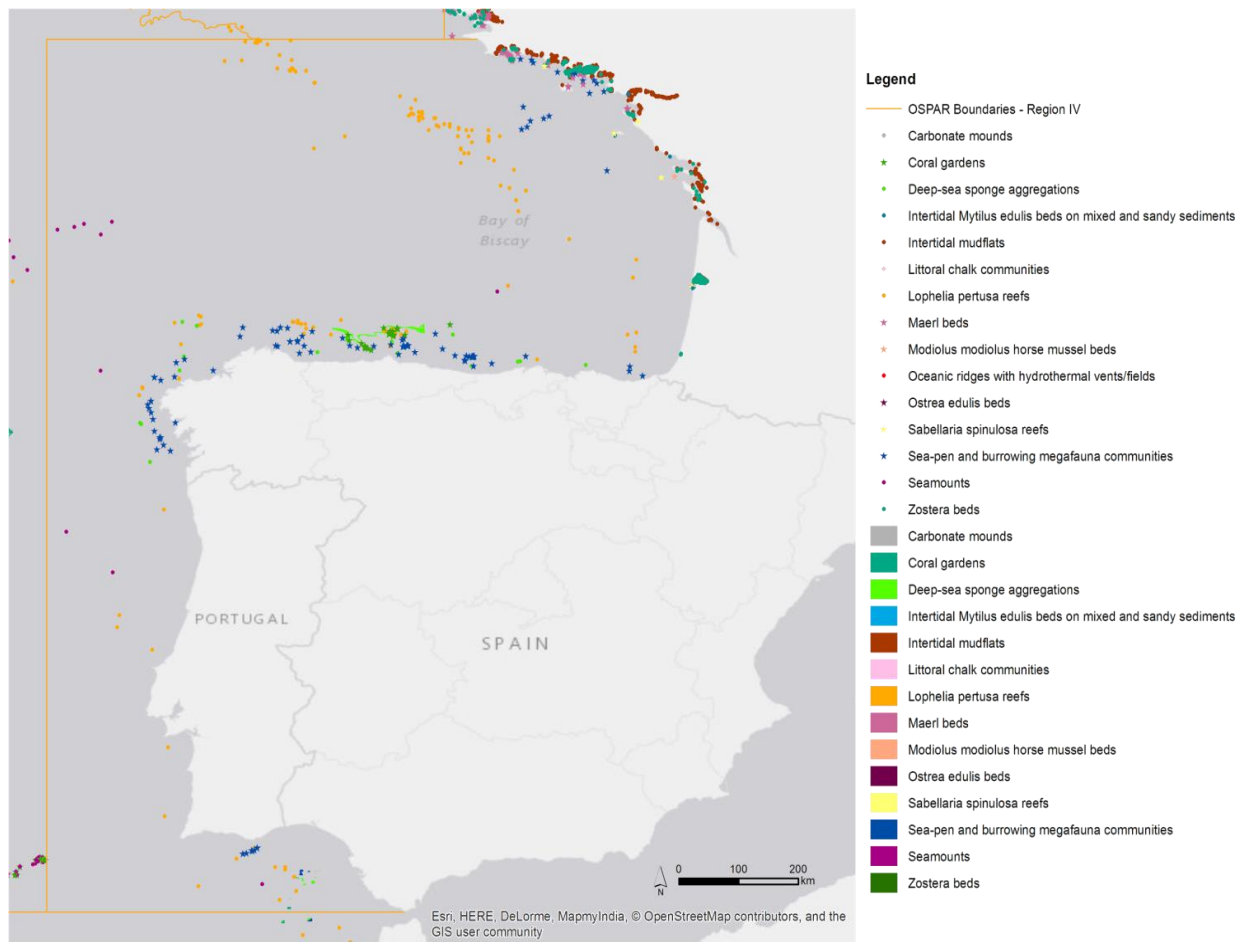 Bay of
Biscay
PORTUGAL
SPAIN
0 100 200
km
N
Esri, HERE, DeLorme, MapmyIndia, © OpenStreetMap contributors, and the
GIS user community
Legend
OSPAR Boundaries - Region IV
Carbonate mounds
Coral gardens
Deep-sea sponge aggregations
Intertidal Mytilus edulis beds on mixed and sandy sediments
Intertidal mudflats
Littoral chalk communities
Lophelia pertusa reefs
Maerl beds
Modiolus modiolus horse mussel beds
Oceanic ridges with hydrothermal vents/fields
Ostrea edulis beds
Sabellaria spinulosa reefs
Sea-pen and burrowing megafauna communities
Seamounts
Zostera beds
Carbonate mounds
Coral gardens
Deep-sea sponge aggregations
Intertidal Mytilus edulis beds on mixed and sandy sediments
Intertidal mudflats
Littoral chalk communities
Lophelia pertusa reefs
Maerl beds
Modiolus modiolus horse mussel beds
Ostrea edulis beds
Sabellaria spinulosa reefs
Sea-pen and burrowing megafauna communities
Seamounts
Zostera beds